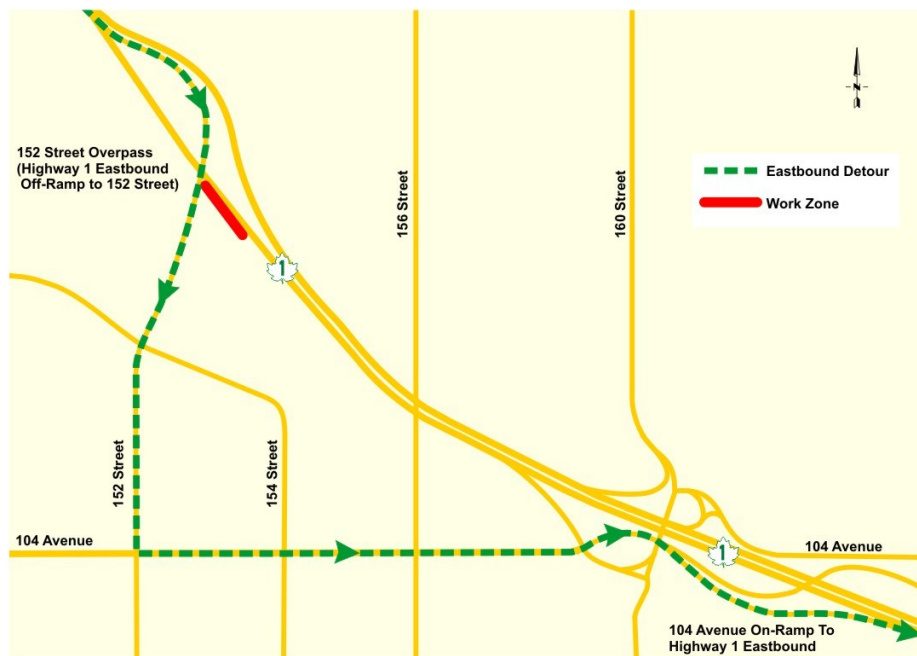 N
152 Street Overpass
(Highway 1 Eastbound
Off-Ramp to 152 Street)
Eastbound Detour
Work Zone
156 Street
160 Street
1
152 Street
154 Street
104 Avenue
1
104 Avenue
104 Avenue On-Ramp To
Highway 1 Eastbound